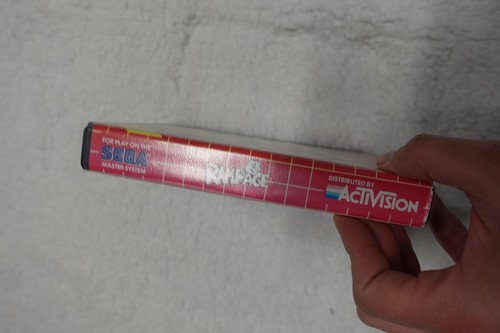 FOR PLAY ON THE
SEGA
MASTER SYSTEM
RAMPAGE
DISTRIBUTED BY
ACTIVISION